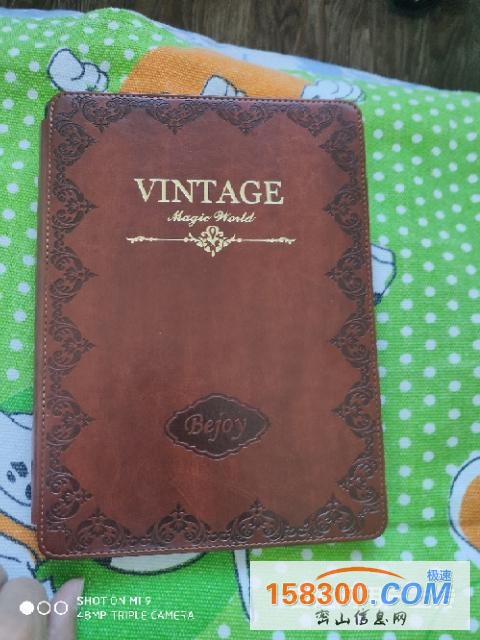 VINTAGE
Magic World
Bejoy
SHOT ON MI 9
48MP TRIPLE CAMERA
极速
158300.COM
密山信息网